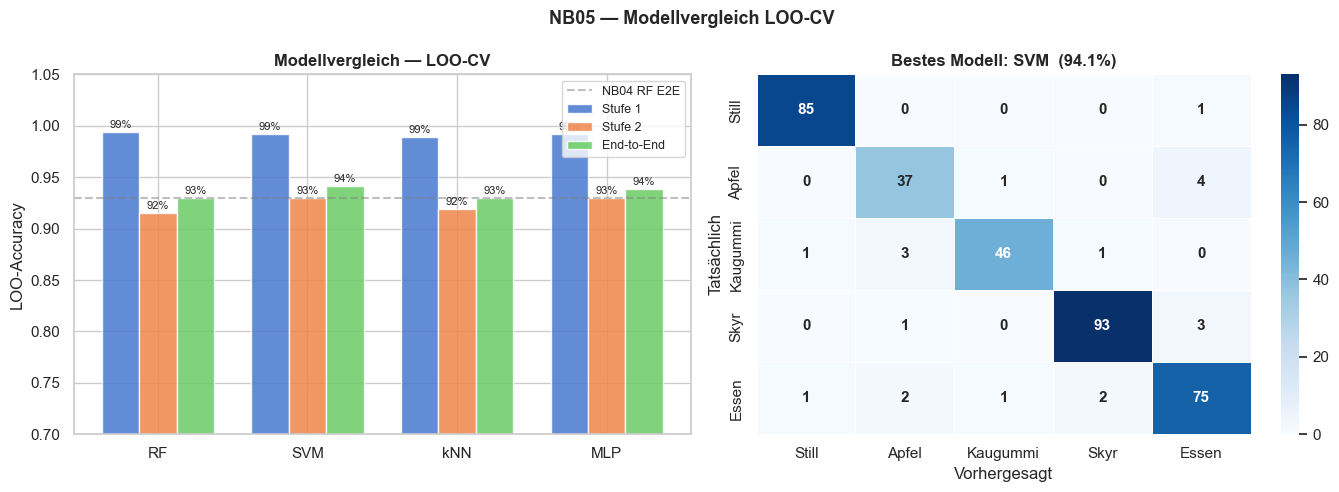 NB05 — Modellvergleich LOO-CV
Modellvergleich — LOO-CV
LOO-Accuracy
1.05
1.00
0.95
0.90
0.85
0.80
0.75
0.70
99%
92%
93%
99%
93%
94%
99%
92%
93%
93%
94%
NB04 RF E2E
Stufe 1
Stufe 2
End-to-End
RF
SVM
kNN
MLP
Bestes Modell: SVM (94.1%)
Tatsächlich
Still
85
0
0
0
1
Apfel
0
37
1
0
4
Kaugummi
1
3
46
1
0
Skyr
0
1
0
93
3
Essen
1
2
1
2
75
Still
Apfel
Kaugummi
Skyr
Essen
Vorhergesagt
80
60
40
20
0